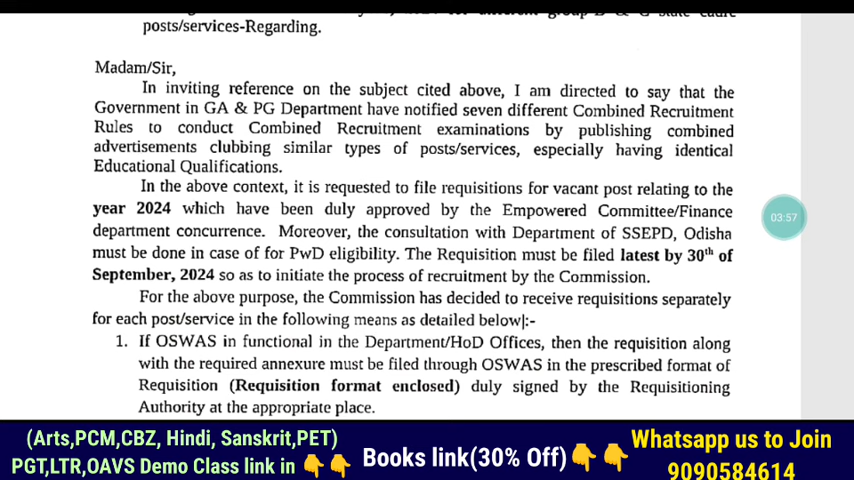 group-B & C state cadre
posts/services-Regarding.
Madam/Sir,
In inviting reference on the subject cited above, I am directed to say that the
Government in GA & PG Department have notified seven different Combined Recruitment
Rules to conduct Combined Recruitment examinations by publishing combined
advertisements clubbing similar types of posts/services, especially having identical
Educational Qualifications.
In the above context, it is requested to file requisitions for vacant post relating to the
year 2024 which have been duly approved by the Empowered Committee/Finance
department concurrence. Moreover, the consultation with Department of SSEPD, Odisha
must be done in case of for PwD eligibility. The Requisition must be filed latest by 30th of
September, 2024 so as to initiate the process of recruitment by the Commission.
For the above purpose, the Commission has decided to receive requisitions separately
for each post/service in the following means as detailed below:-
1. If OSWAS in functional in the Department/HoD Offices, then the requisition along
with the required annexure must be filed through OSWAS in the prescribed format of
Requisition (Requisition format enclosed) duly signed by the Requisitioning
Authority at the appropriate place.
03:57
(Arts,PCM,CBZ, Hindi, Sanskrit,PET)
PGT,LTR,OAVS Demo Class link in 👇👇
Books link(30% Off)👇👇
Whatsapp us to Join
9090584614